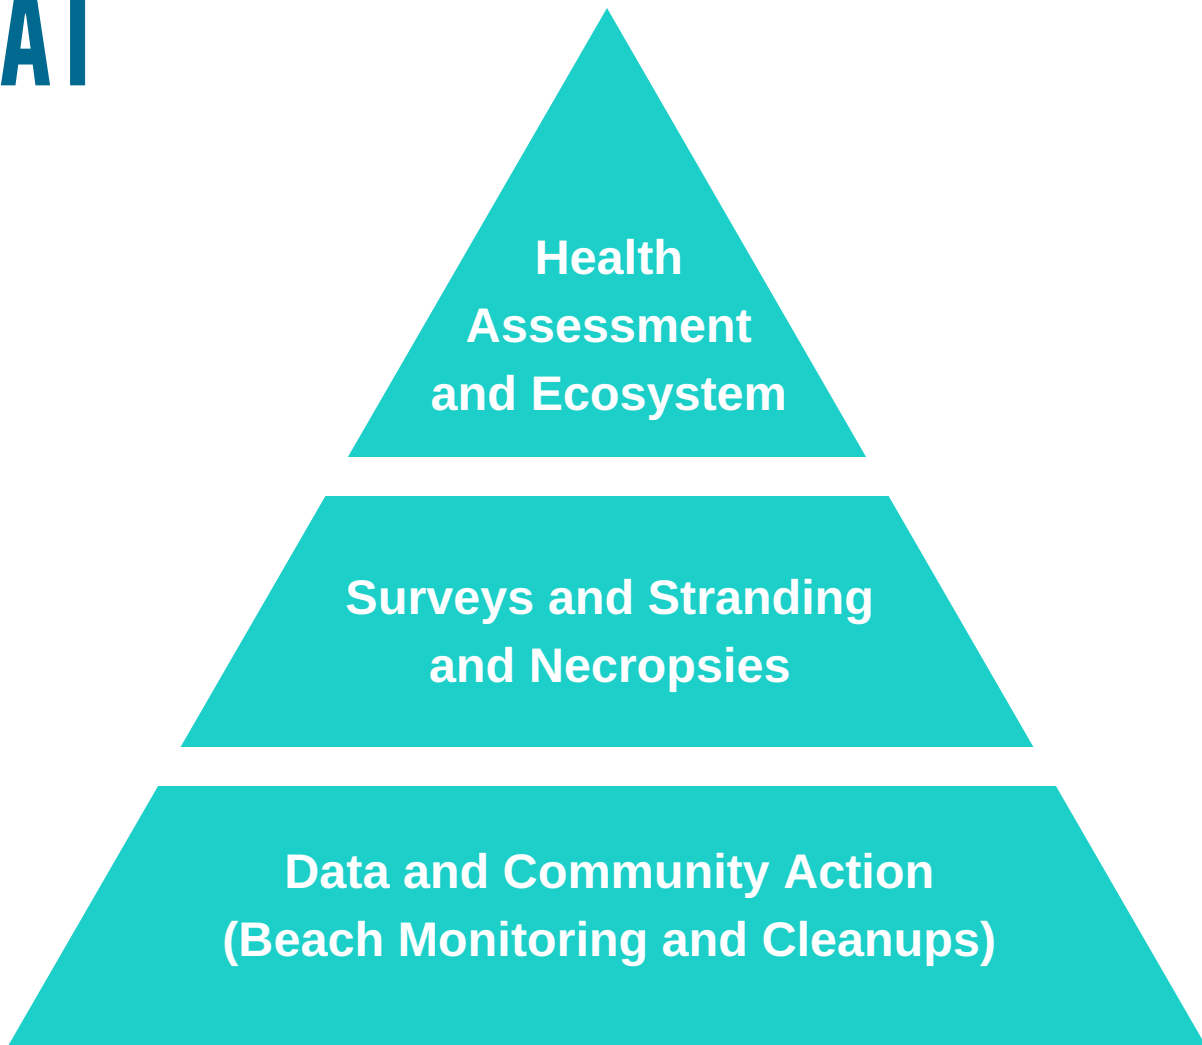 AI
Health
Assessment
and Ecosystem
Surveys and Stranding
and Necropsies
Data and Community Action
(Beach Monitoring and Cleanups)